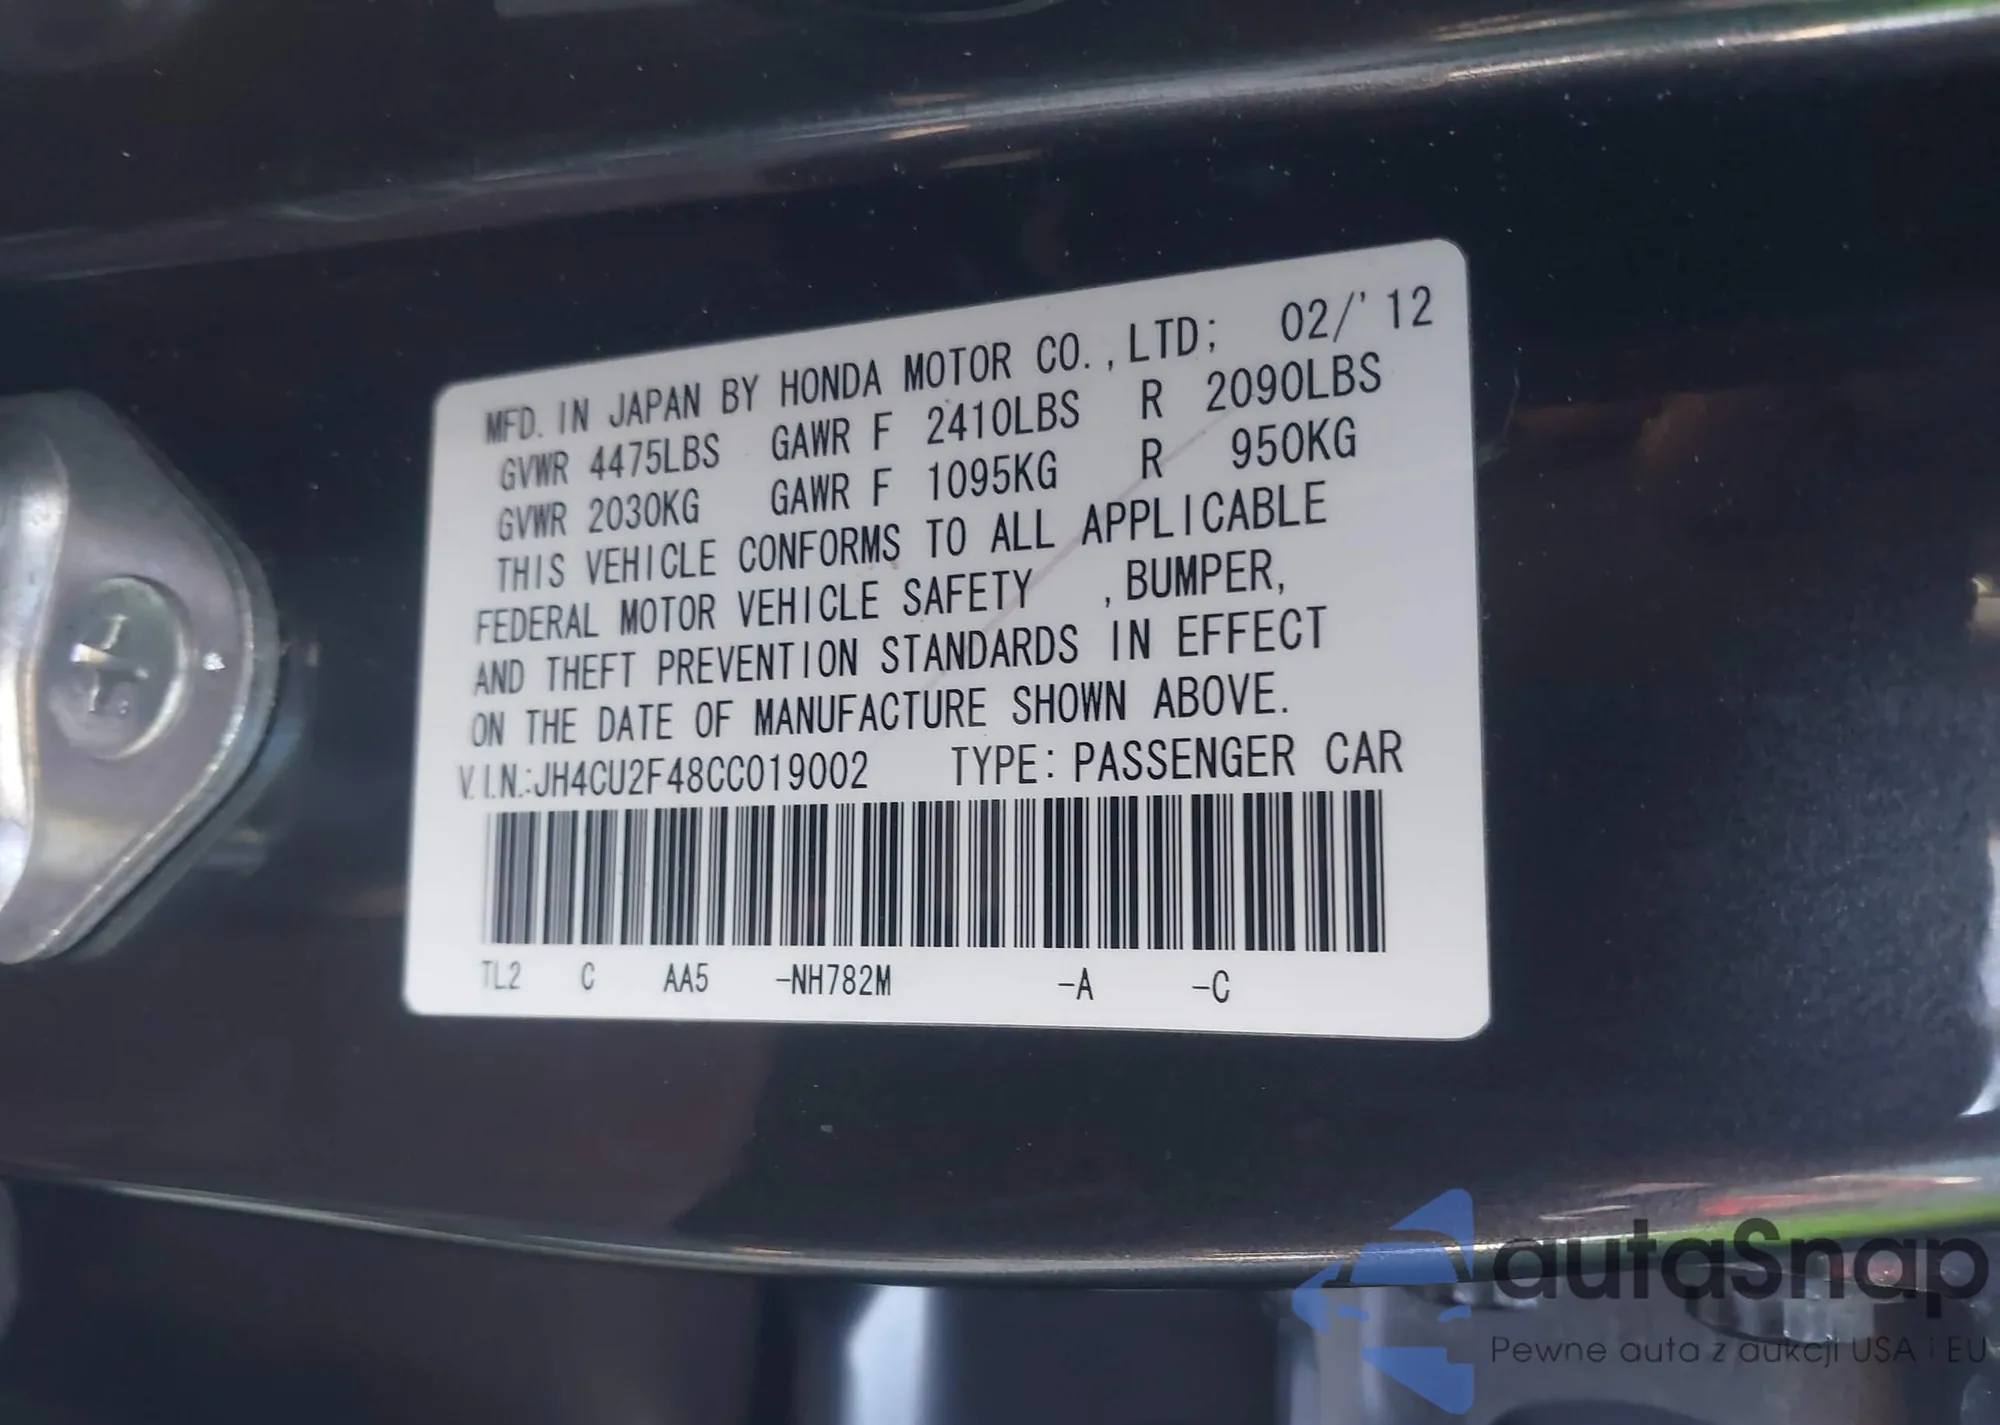 MFD. IN JAPAN BY HONDA MOTOR CO.,LTD; 02/'12
GVWR 4475LBS GAWR F 2410LBS R 2090LBS
GVWR 2030KG GAWR F 1095KG R 950KG
THIS VEHICLE CONFORMS TO ALL APPLICABLE
FEDERAL MOTOR VEHICLE SAFETY ,BUMPER,
AND THEFT PREVENTION STANDARDS IN EFFECT
ON THE DATE OF MANUFACTURE SHOWN ABOVE.
V.I.N.:JH4CU2F48CC019002 TYPE: PASSENGER CAR
TL2 C AA5 -NH782M -A -C
autaSnap
Pewne auta z aukcji USA i EU